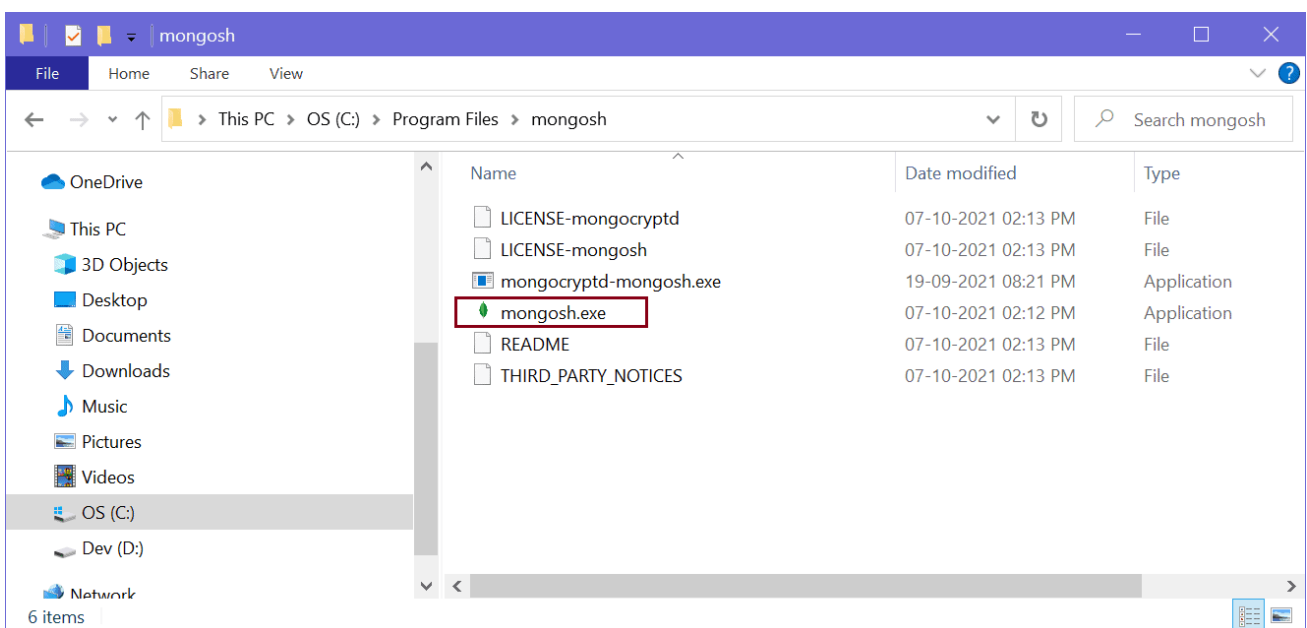 mongosh
File Home Share View
This PC > OS (C:) > Program Files > mongosh
Search mongosh
OneDrive
This PC
3D Objects
Desktop
Documents
Downloads
Music
Pictures
Videos
OS (C:)
Dev (D:)
Network
Name Date modified Type
LICENSE-mongocryptd 07-10-2021 02:13 PM File
LICENSE-mongosh 07-10-2021 02:13 PM File
mongocryptd-mongosh.exe 19-09-2021 08:21 PM Application
mongosh.exe 07-10-2021 02:12 PM Application
README 07-10-2021 02:13 PM File
THIRD_PARTY_NOTICES 07-10-2021 02:13 PM File
6 items